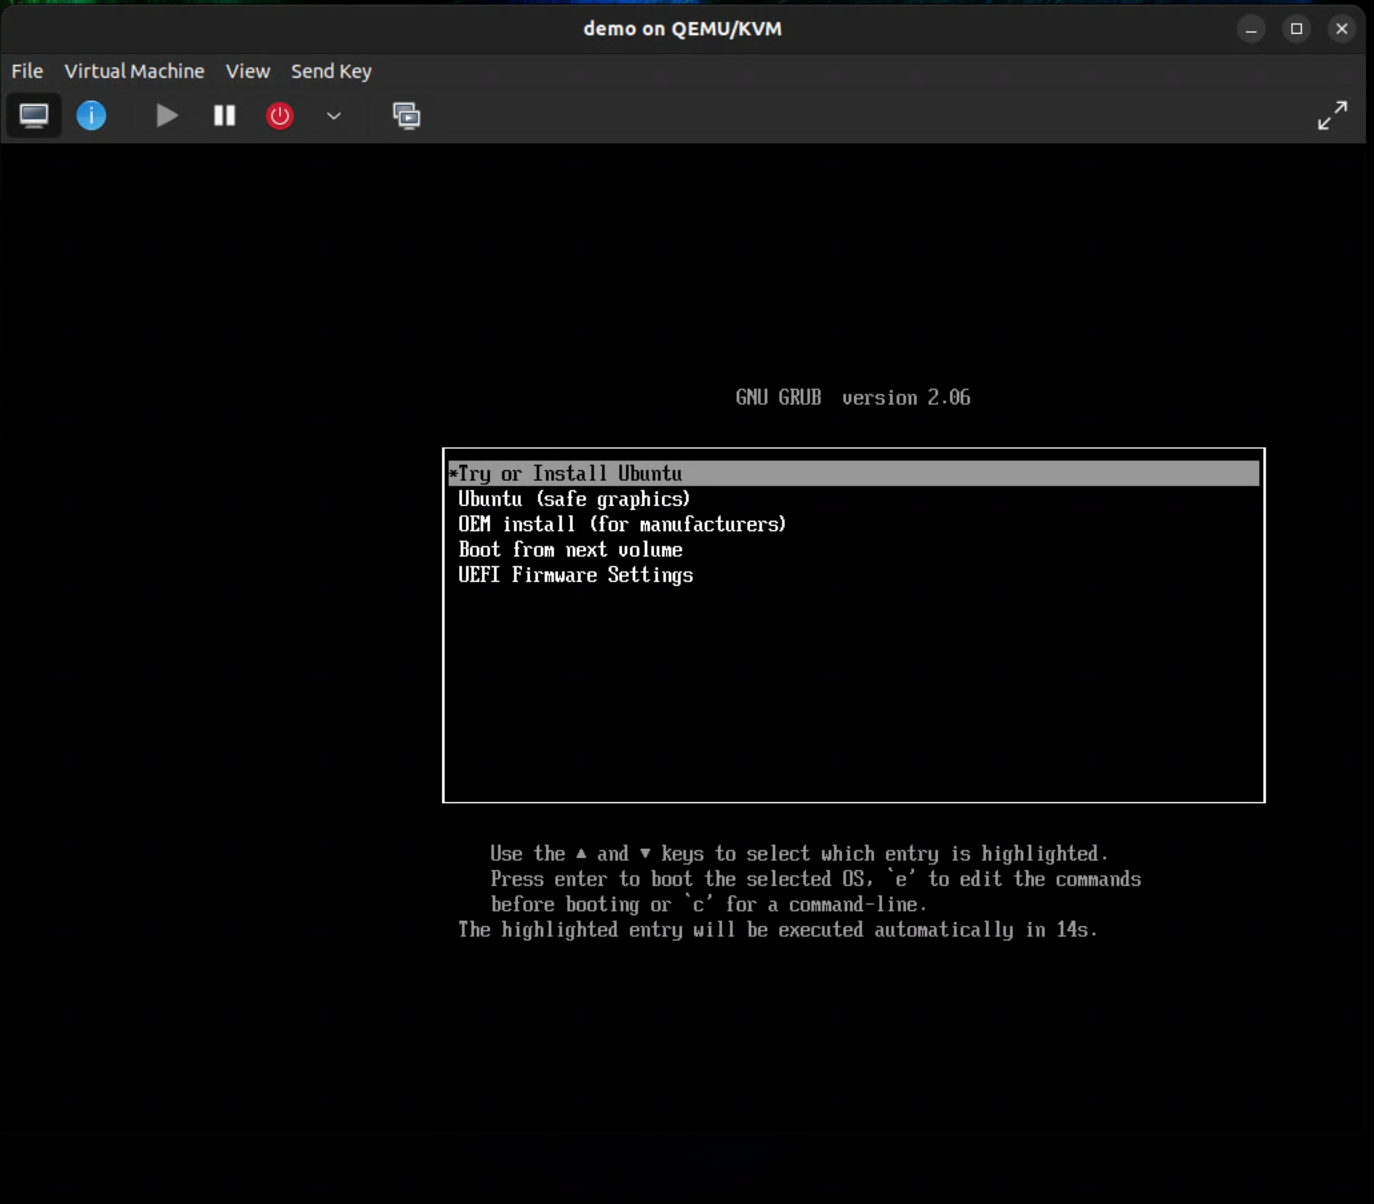 demo on QEMU/KVM
File Virtual Machine View Send Key
GNU GRUB version 2.06
*Try or Install Ubuntu
Ubuntu (safe graphics)
OEM install (for manufacturers)
Boot from next volume
UEFI Firmware Settings
Use the ▲ and ▼ keys to select which entry is highlighted.
Press enter to boot the selected OS, `e' to edit the commands
before booting or `c' for a command-line.
The highlighted entry will be executed automatically in 14s.